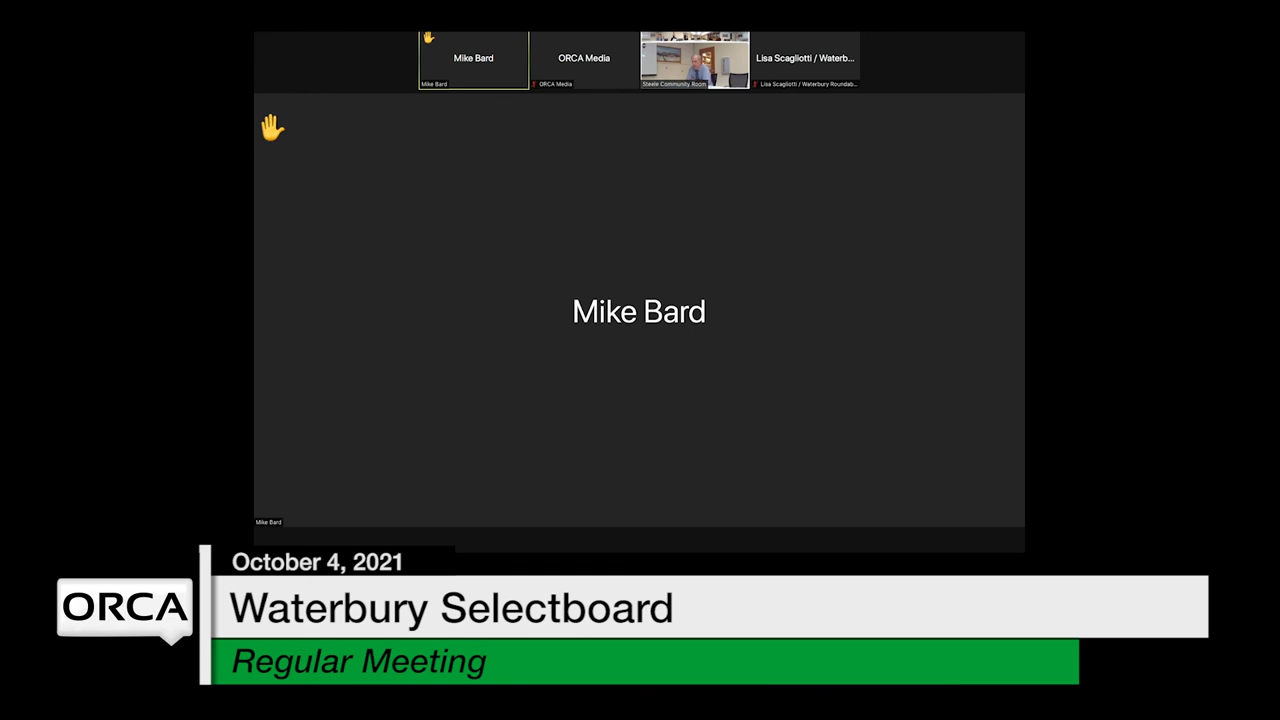 Mike Bard
ORCA Media
Lisa Scagliotti / Waterb...
Mike Bard
ORCA Media
Steele Community Room
Lisa Scagliotti / Waterbury Roundab...
Mike Bard
Mike Bard
October 4, 2021
ORCA
Waterbury Selectboard
Regular Meeting